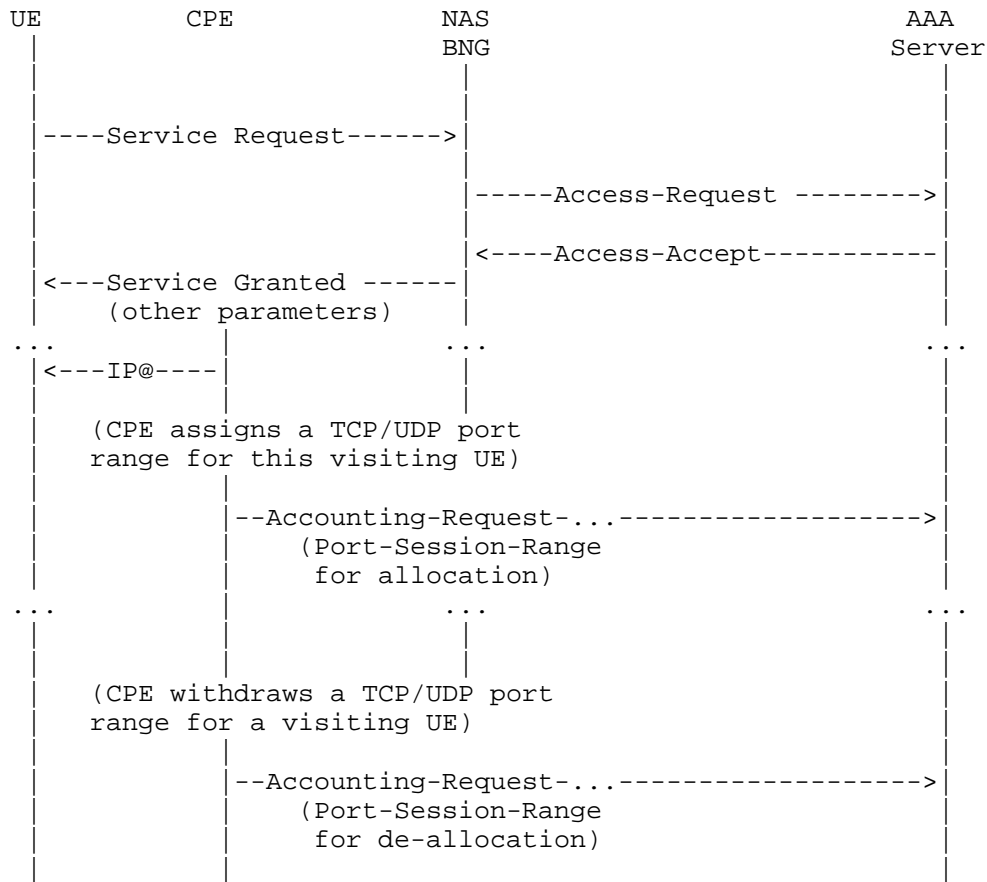 UE CPE NAS AAA
BNG Server
----Service Request------>
-----Access-Request -------->
<----Access-Accept-----------
<---Service Granted ------
(other parameters)
... ... ...
<---IP@----
(CPE assigns a TCP/UDP port
range for this visiting UE)
--Accounting-Request-...------------------->
(Port-Session-Range
for allocation)
... ... ...
(CPE withdraws a TCP/UDP port
range for a visiting UE)
--Accounting-Request-...------------------->
(Port-Session-Range
for de-allocation)